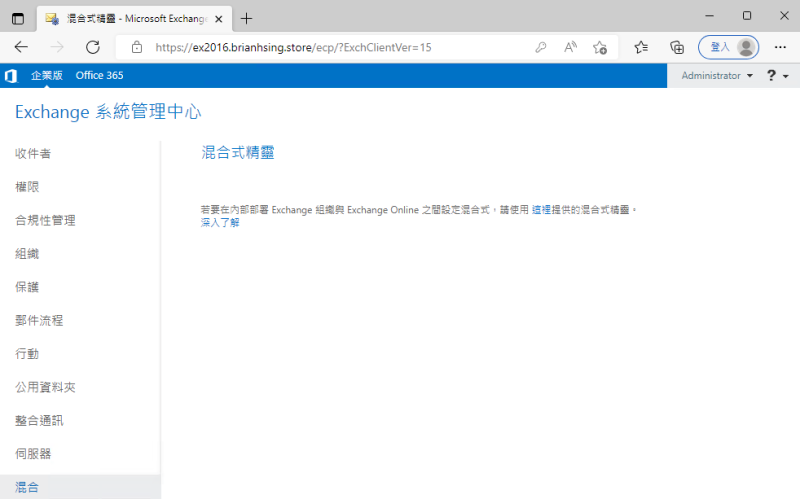 混合式精靈 - Microsoft Exchange
https://ex2016.brianhsing.store/ecp/?ExchClientVer=15
登入
企業版 Office 365 Administrator ?
Exchange 系統管理中心
收件者
權限
合規性管理
組織
保護
郵件流程
行動
公用資料夾
整合通訊
伺服器
混合
混合式精靈
若要在內部部署 Exchange 組織與 Exchange Online 之間設定混合式，請使用 這裡提供的混合式精靈。
深入了解